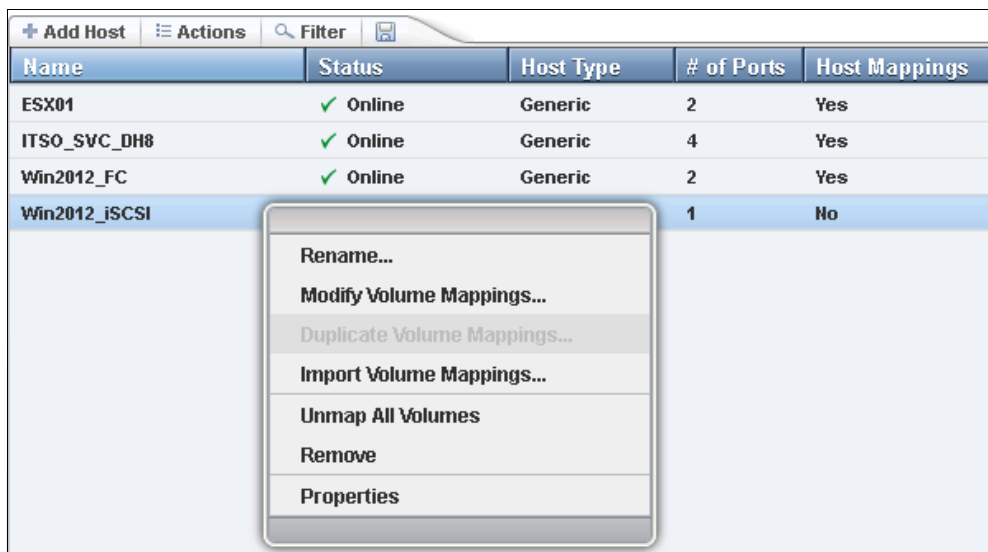 Add Host Actions Filter
Name Status Host Type # of Ports Host Mappings
ESX01 Online Generic 2 Yes
ITSO_SVC_DH8 Online Generic 4 Yes
Win2012_FC Online Generic 2 Yes
Win2012_iSCSI 1 No
Rename...
Modify Volume Mappings...
Duplicate Volume Mappings...
Import Volume Mappings...
Unmap All Volumes
Remove
Properties